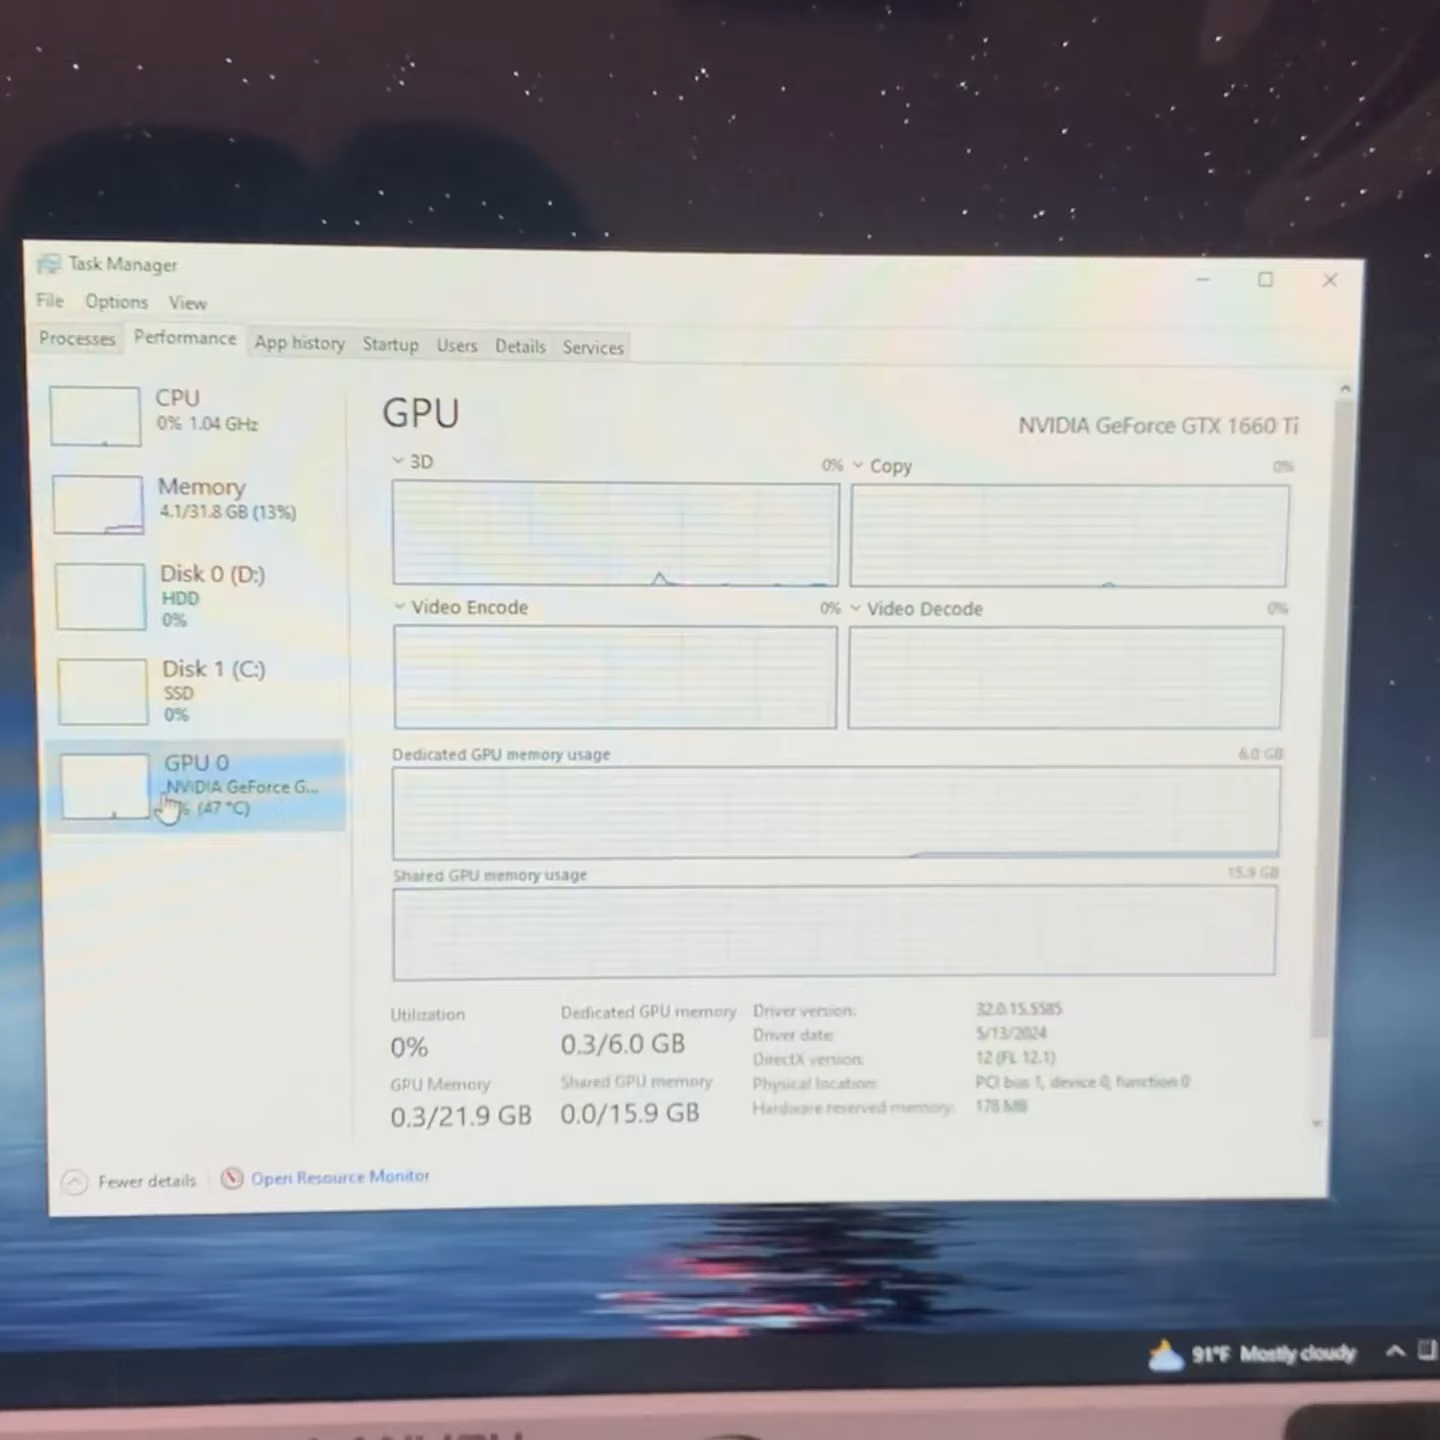 Task Manager
File Options View
Processes Performance App history Startup Users Details Services
CPU
0% 1.04 GHz
Memory
4.1/31.8 GB (13%)
Disk 0 (D:)
HDD
0%
Disk 1 (C:)
SSD
0%
GPU 0
NVIDIA GeForce G...
% (47 °C)
GPU
NVIDIA GeForce GTX 1660 Ti
3D 0%
Copy 0%
Video Encode 0%
Video Decode 0%
Dedicated GPU memory usage 6.0 GB
Shared GPU memory usage 15.9 GB
Utilization
0%
Dedicated GPU memory
0.3/6.0 GB
GPU Memory
0.3/21.9 GB
Shared GPU memory
0.0/15.9 GB
Driver version: 32.0.15.5585
Driver date: 5/13/2024
DirectX version: 12 (FL 12.1)
Physical location: PCI bus 1, device 0, function 0
Hardware reserved memory: 178 MB
Fewer details
Open Resource Monitor
91°F Mostly cloudy